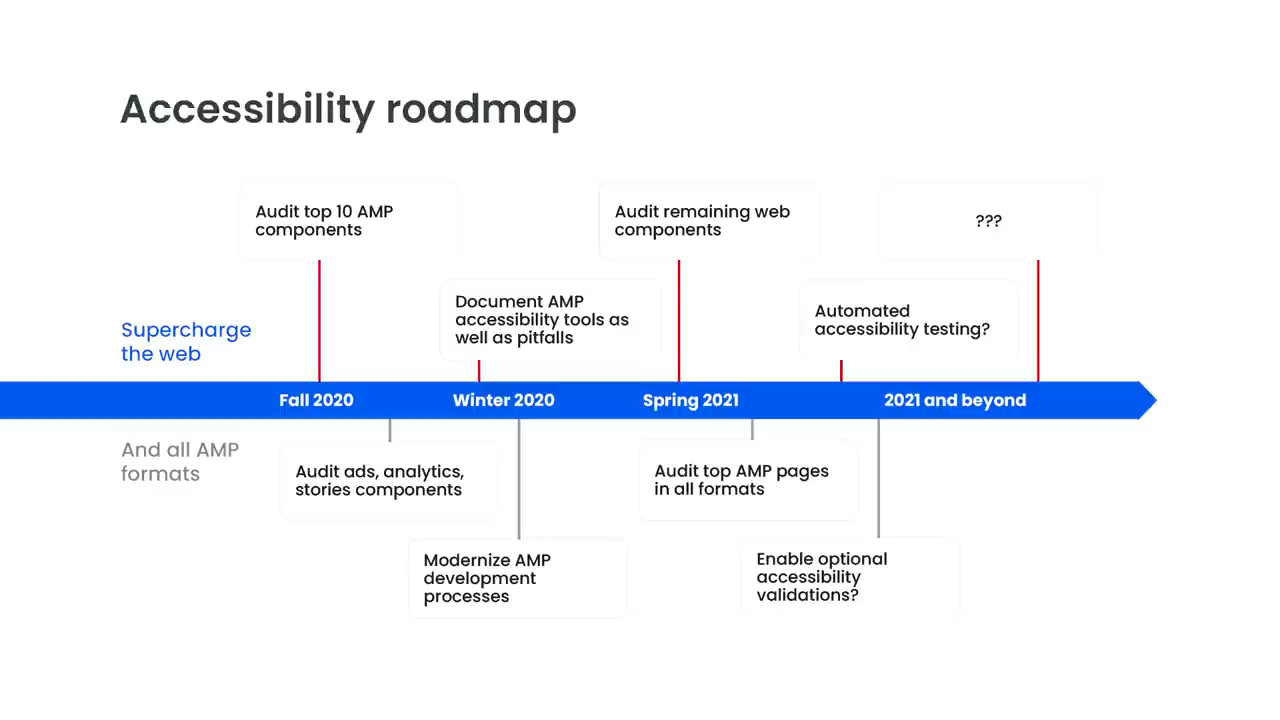 Accessibility roadmap
Audit top 10 AMP
components
Audit remaining web
components
???
Document AMP
accessibility tools as
well as pitfalls
Automated
accessibility testing?
Supercharge
the web
Fall 2020
Winter 2020
Spring 2021
2021 and beyond
And all AMP
formats
Audit ads, analytics,
stories components
Audit top AMP pages
in all formats
Modernize AMP
development
processes
Enable optional
accessibility
validations?